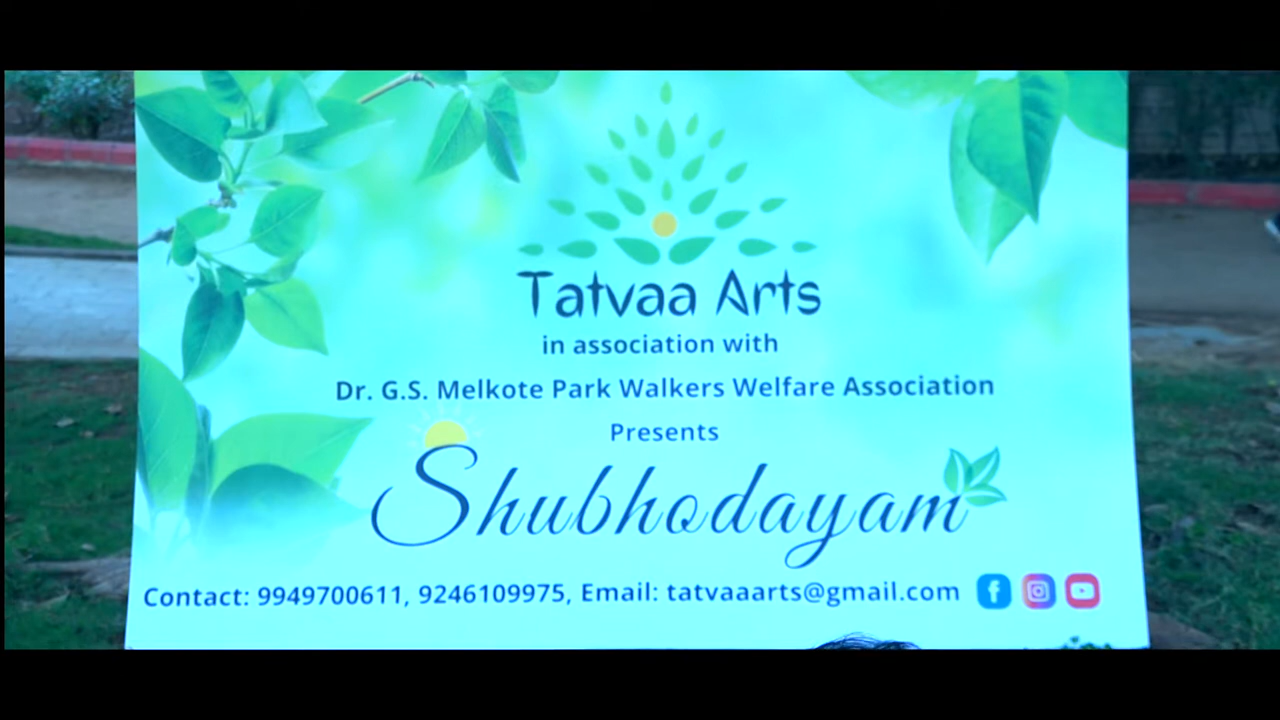 Tatvaa Arts
in association with
Dr. G.S. Melkote Park Walkers Welfare Association
Presents
Shubhodayam
Contact: 9949700611, 9246109975, Email: tatvaaarts@gmail.com